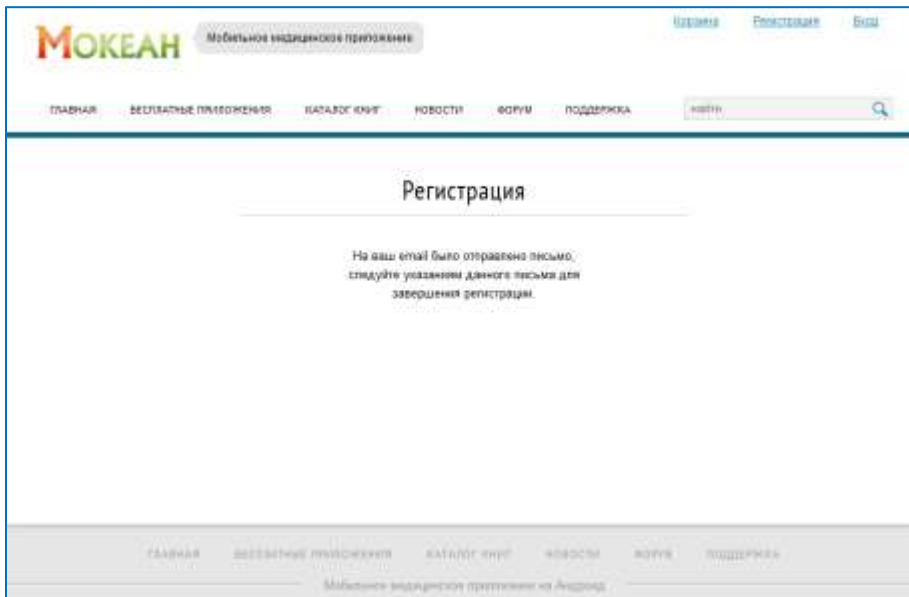 МОКЕАН
Мобильное медицинское приложение
Корзина Регистрация Вход
ГЛАВНАЯ БЕСПЛАТНЫЕ ПРИЛОЖЕНИЯ КАТАЛОГ КНИГ НОВОСТИ ФОРУМ ПОДДЕРЖКА найти
Регистрация
На ваш email было отправлено письмо,
следуйте указаниям данного письма для
завершения регистрации.
ГЛАВНАЯ БЕСПЛАТНЫЕ ПРИЛОЖЕНИЯ КАТАЛОГ КНИГ НОВОСТИ ФОРУМ ПОДДЕРЖКА
Мобильное медицинское приложение на Андроид